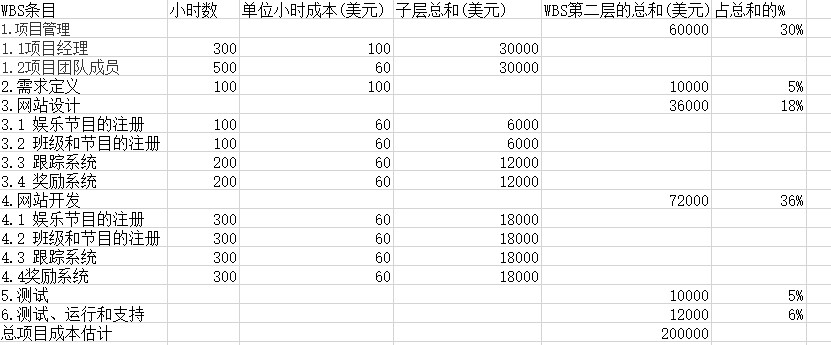 WBS条目 小时数 单位小时成本(美元) 子层总和(美元) WBS第二层的总和(美元) 占总和的%
1.项目管理 60000 30%
1.1项目经理 300 100 30000
1.2项目团队成员 500 60 30000
2.需求定义 100 100 10000 5%
3.网站设计 36000 18%
3.1 娱乐节目的注册 100 60 6000
3.2 班级和节目的注册 100 60 6000
3.3 跟踪系统 200 60 12000
3.4 奖励系统 200 60 12000
4.网站开发 72000 36%
4.1 娱乐节目的注册 300 60 18000
4.2 班级和节目的注册 300 60 18000
4.3 跟踪系统 300 60 18000
4.4奖励系统 300 60 18000
5.测试 10000 5%
6.测试、运行和支持 12000 6%
总项目成本估计 200000